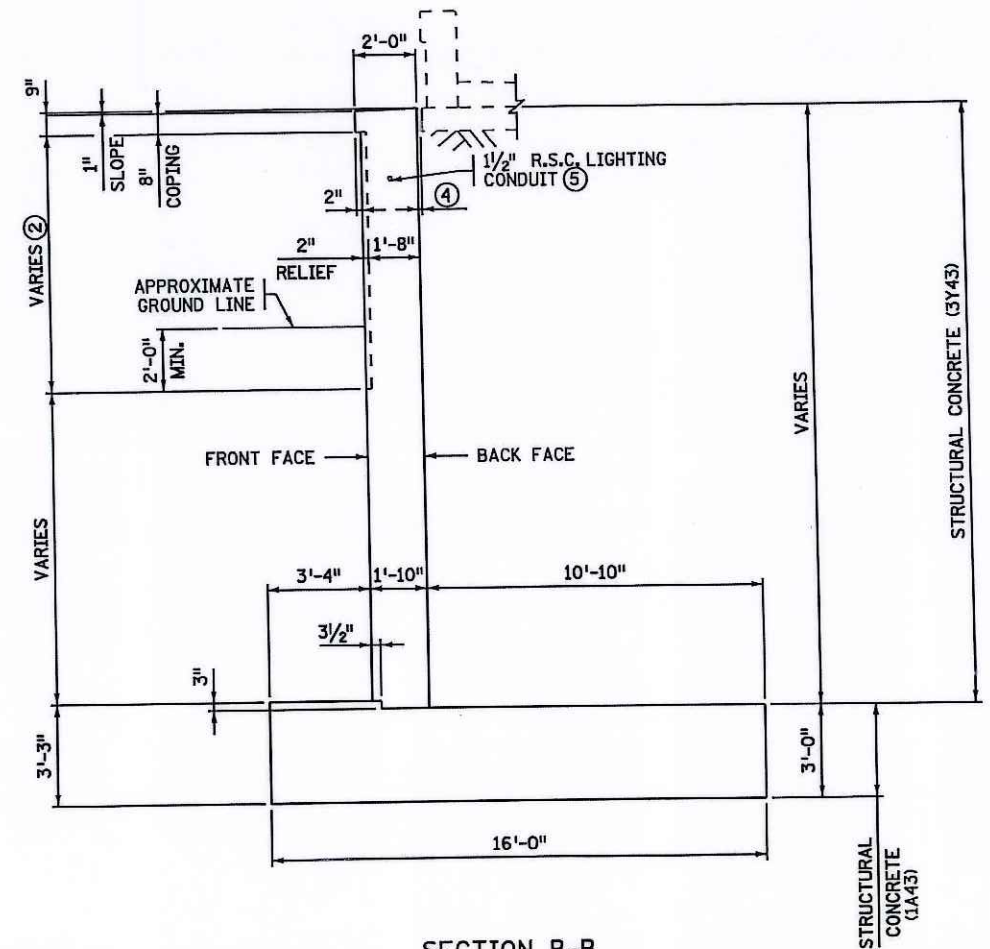 2'-0"
9"
1"
SLOPE
8"
COPING
1½" R.S.C. LIGHTING
CONDUIT ⑤
2"
④
VARIES ②
2"
RELIEF
1'-8"
APPROXIMATE
GROUND LINE
2'-0"
MIN.
STRUCTURAL CONCRETE (3Y43)
VARIES
FRONT FACE
BACK FACE
VARIES
3'-4"
1'-10"
10'-10"
3½"
3"
3'-3"
3'-0"
16'-0"
STRUCTURAL
CONCRETE
(1A43)
SECTION B-B